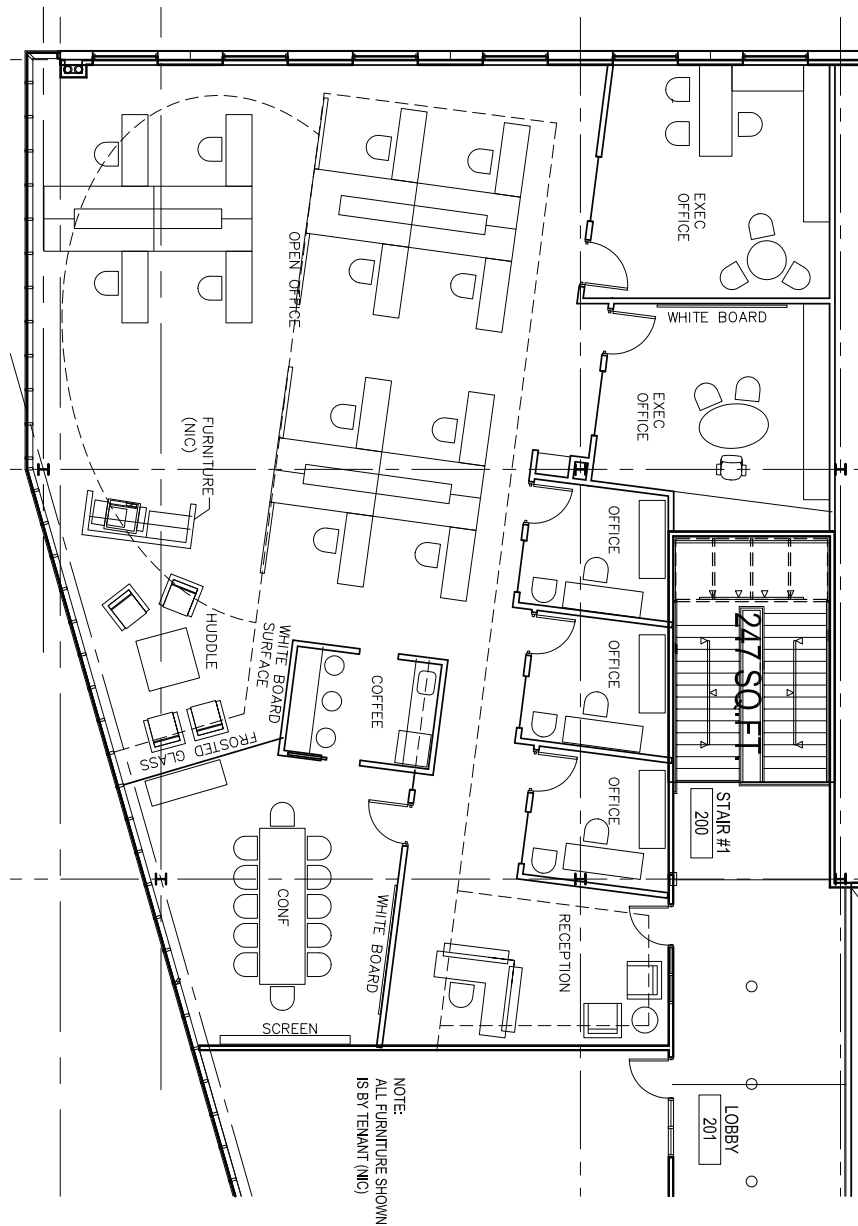 EXEC
OFFICE
WHITE BOARD
EXEC
OFFICE
OPEN OFFICE
FURNITURE
(NIC)
OFFICE
HUDDLE
WHITE BOARD
SURFACE
COFFEE
OFFICE
247 SQ.FT.
FROSTED GLASS
OFFICE
STAIR #1
200
CONF
WHITE BOARD
RECEPTION
SCREEN
NOTE:
ALL FURNITURE SHOWN
IS BY TENANT (NIC)
LOBBY
201